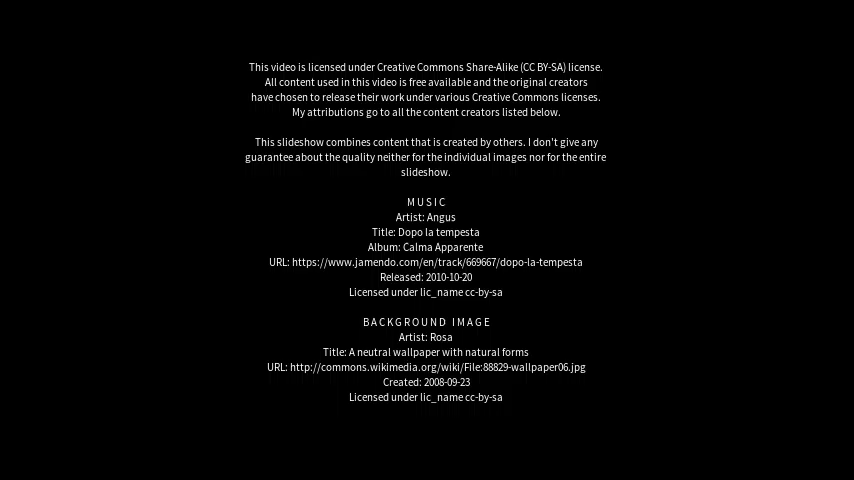 This video is licensed under Creative Commons Share-Alike (CC BY-SA) license.
All content used in this video is free available and the original creators
have chosen to release their work under various Creative Commons licenses.
My attributions go to all the content creators listed below.
This slideshow combines content that is created by others. I don't give any
guarantee about the quality neither for the individual images nor for the entire
slideshow.
MUSIC
Artist: Angus
Title: Dopo la tempesta
Album: Calma Apparente
URL: https://www.jamendo.com/en/track/669667/dopo-la-tempesta
Released: 2010-10-20
Licensed under lic_name cc-by-sa
BACKGROUND IMAGE
Artist: Rosa
Title: A neutral wallpaper with natural forms
URL: http://commons.wikimedia.org/wiki/File:88829-wallpaper06.jpg
Created: 2008-09-23
Licensed under lic_name cc-by-sa